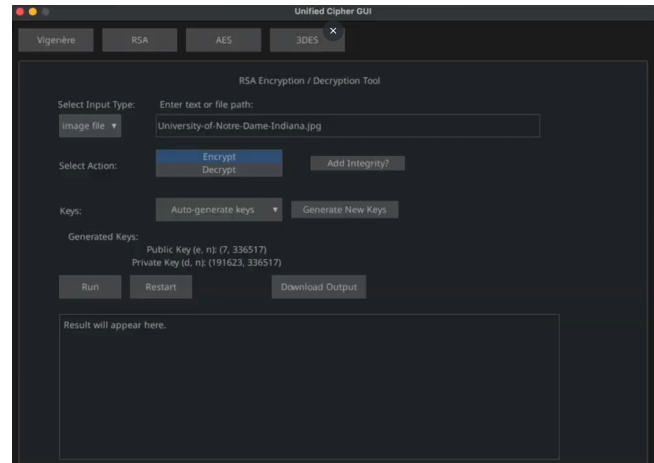 Unified Cipher GUI
Vigenère RSA AES 3DES
RSA Encryption / Decryption Tool
Select Input Type: Enter text or file path:
image file University-of-Notre-Dame-Indiana.jpg
Encrypt
Select Action: Add Integrity?
Decrypt
Keys: Auto-generate keys Generate New Keys
Generated Keys:
Public Key (e, n): (7, 336517)
Private Key (d, n): (191623, 336517)
Run Restart Download Output
Result will appear here.